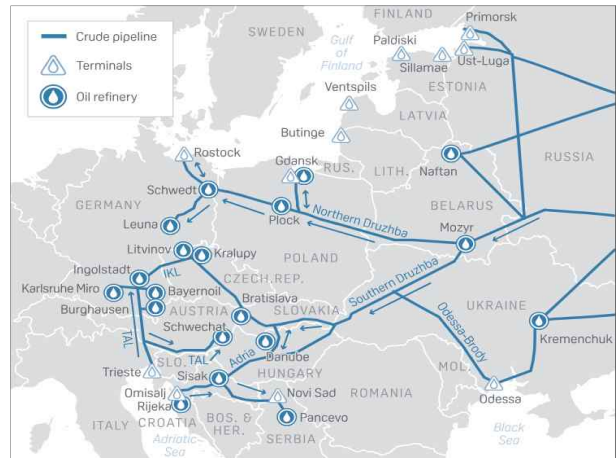 Crude pipeline
Terminals
Oil refinery
SWEDEN
FINLAND
Primorsk
Gulf
of
Finland
Paldiski
Sillamae
Ust-Luga
ESTONIA
Ventspils
LATVIA
Butinge
RUSSIA
Rostock
Gdansk
RUS.
LITH.
Naftan
Schwedt
GERMANY
BELARUS
Northern Druzhba
Plock
Mozyr
Leuna
Litvinov
Kralupy
POLAND
Ingolstadt
IKL
CZECH.REP.
Southern Druzhba
Karlsruhe Miro
Bayernoil
Bratislava
SLOVAKIA
UKRAINE
Burghausen
AUSTRIA
Schwechat
Odessa-Brody
Kremenchuk
TAL
TAL
Adria
Danube
SLO.
HUNGARY
MOL.
Trieste
Sisak
Novi Sad
ROMANIA
Odessa
Omisalj
Rijeka
Pancevo
ITALY
CROATIA
BOS. &
HER.
SERBIA
Adriatic-
Sea
Black
Sea